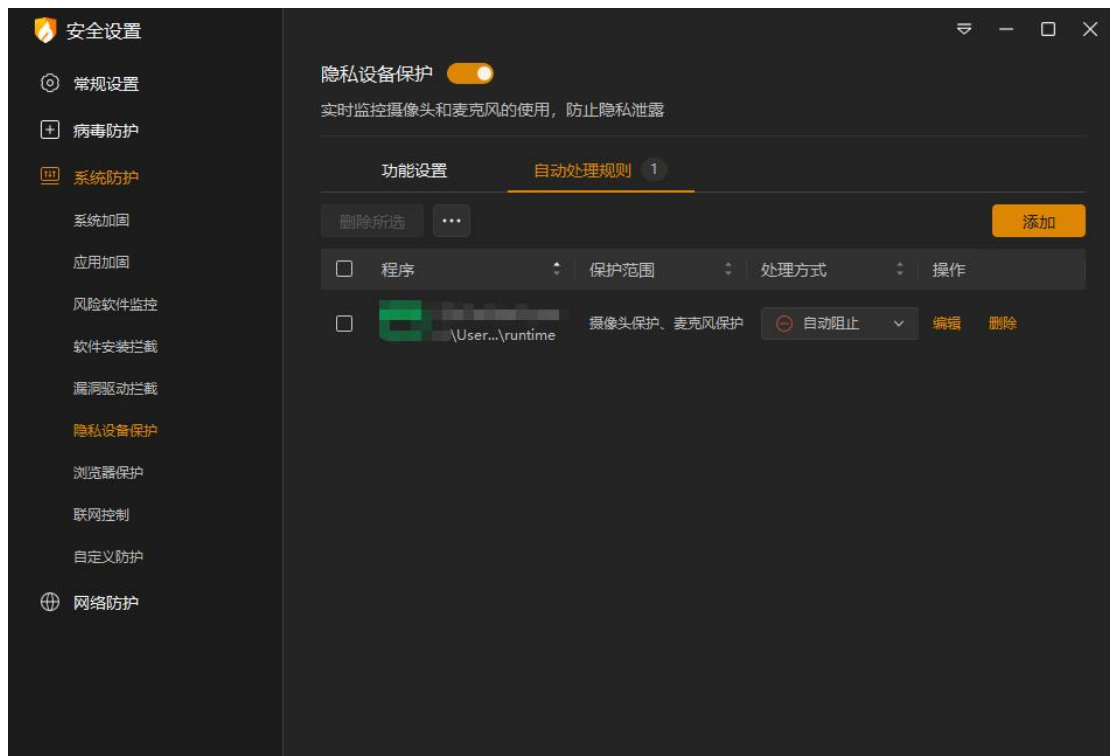 安全设置
常规设置
病毒防护
系统防护
系统加固
应用加固
风险软件监控
软件安装拦截
漏洞驱动拦截
隐私设备保护
浏览器保护
联网控制
自定义防护
网络防护
隐私设备保护
实时监控摄像头和麦克风的使用，防止隐私泄露
功能设置 自动处理规则 1
删除所选 ••• 添加
程序 保护范围 处理方式 操作
摄像头保护、麦克风保护 自动阻止 编辑 删除
\User...\runtime